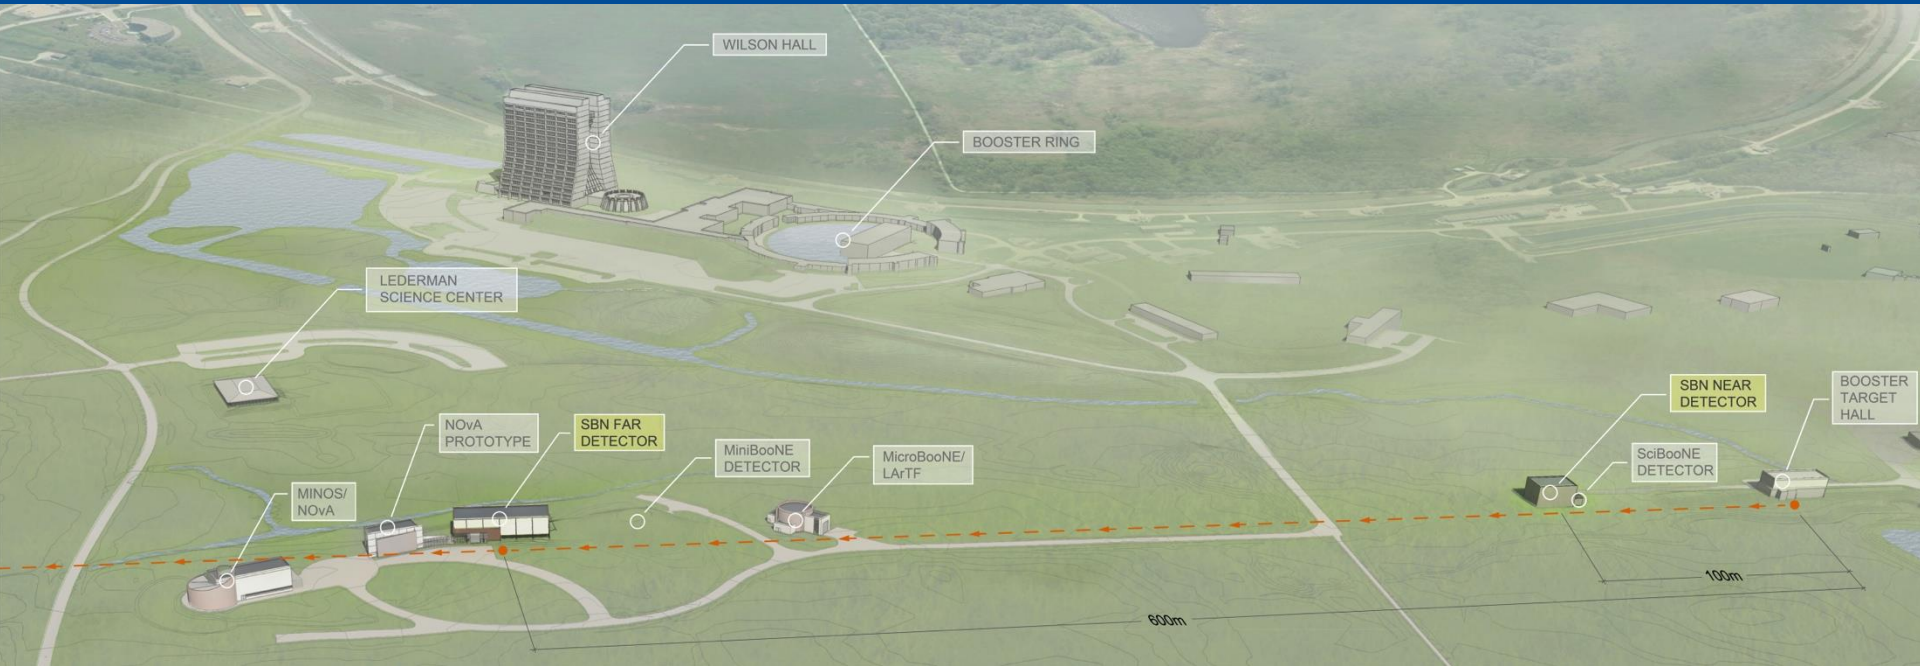 WILSON HALL
BOOSTER RING
LEDERMAN
SCIENCE CENTER
SBN NEAR
DETECTOR
BOOSTER
TARGET
HALL
NOvA
PROTOTYPE
SBN FAR
DETECTOR
MiniBooNE
DETECTOR
MicroBooNE/
LArTF
SciBooNE
DETECTOR
MINOS/
NOvA
100m
600m